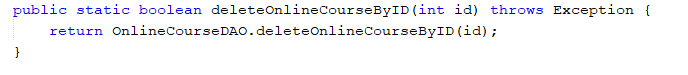 public static boolean deleteOnlineCourseByID(int id) throws Exception {
    return OnlineCourseDAO.deleteOnlineCourseByID(id);
}